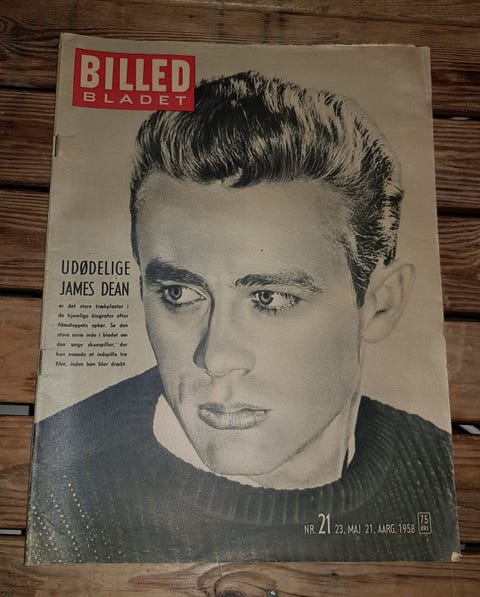 BILLED
BLADET
UDØDELIGE
JAMES DEAN
er det store trækplaster i
de hjemlige biografer efter
filmstoppets ophør. Se den
store serie inde i bladet om
den unge skuespiller, der
kun naaede at indspille tre
film, inden han blev dræbt.
NR. 21 23. MAJ 21. AARG. 1958 75
ØRE